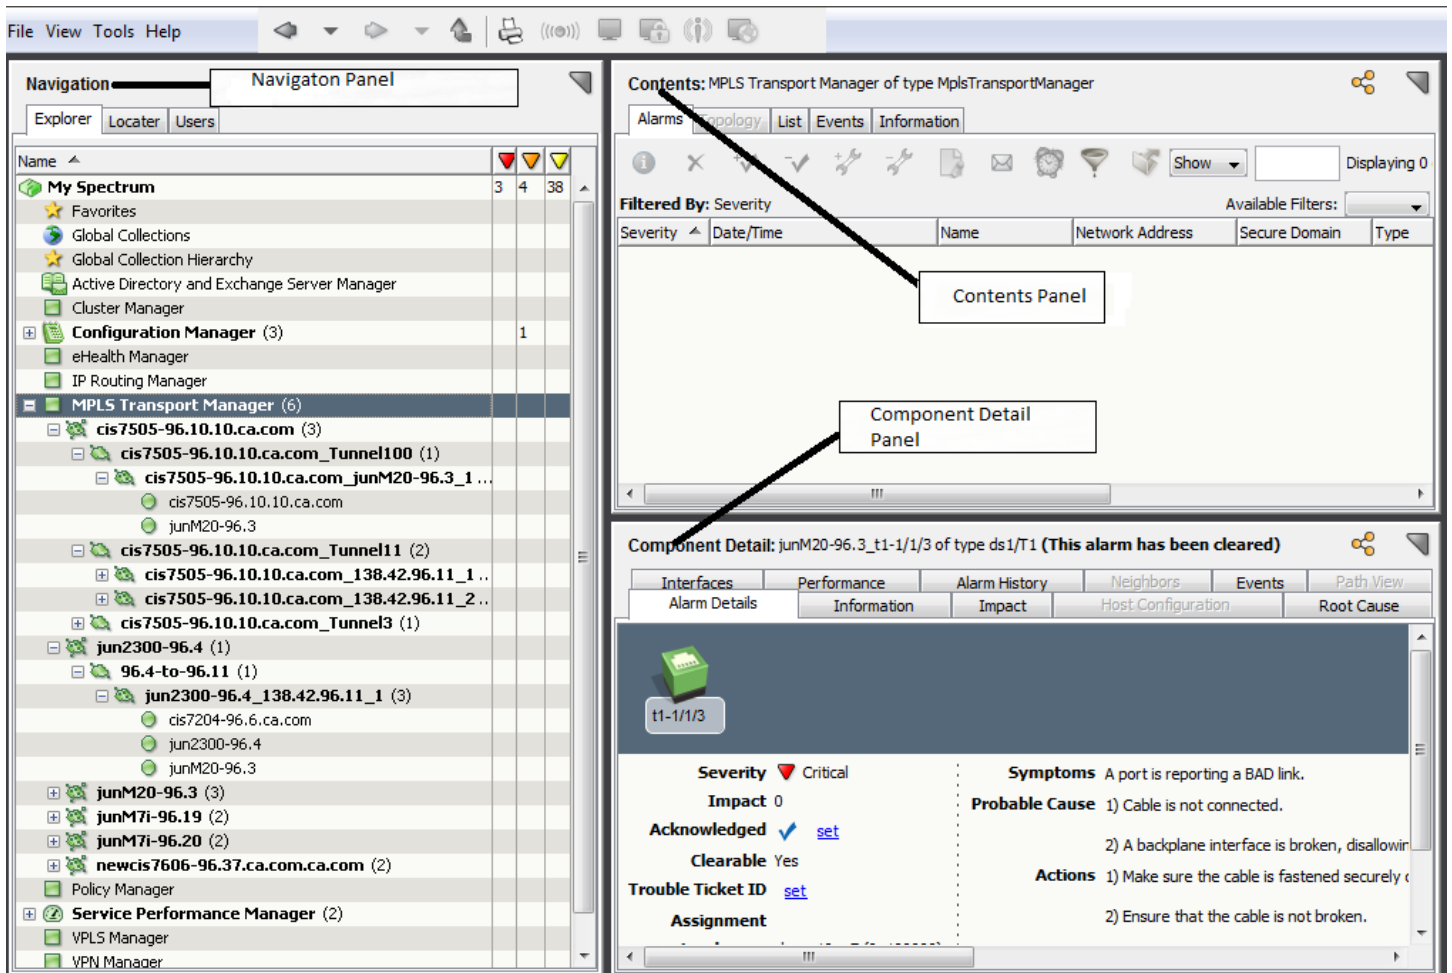 File View Tools Help
Navigation
Navigaton Panel
Explorer Locater Users
Name
My Spectrum 3 4 38
Favorites
Global Collections
Global Collection Hierarchy
Active Directory and Exchange Server Manager
Cluster Manager
Configuration Manager (3) 1
eHealth Manager
IP Routing Manager
MPLS Transport Manager (6)
cis7505-96.10.10.ca.com (3)
cis7505-96.10.10.ca.com_Tunnel100 (1)
cis7505-96.10.10.ca.com_junM20-96.3_1 ...
cis7505-96.10.10.ca.com
junM20-96.3
cis7505-96.10.10.ca.com_Tunnel11 (2)
cis7505-96.10.10.ca.com_138.42.96.11_1 ..
cis7505-96.10.10.ca.com_138.42.96.11_2 ..
cis7505-96.10.10.ca.com_Tunnel3 (1)
jun2300-96.4 (1)
96.4-to-96.11 (1)
jun2300-96.4_138.42.96.11_1 (3)
cis7204-96.6.ca.com
jun2300-96.4
junM20-96.3
junM20-96.3 (3)
junM7i-96.19 (2)
junM7i-96.20 (2)
newcis7606-96.37.ca.com.ca.com (2)
Policy Manager
Service Performance Manager (2)
VPLS Manager
VPN Manager
Contents: MPLS Transport Manager of type MplsTransportManager
Alarms Topology List Events Information
Show Displaying 0
Filtered By: Severity Available Filters:
Severity Date/Time Name Network Address Secure Domain Type
Contents Panel
Component Detail
Panel
Component Detail: junM20-96.3_t1-1/1/3 of type ds1/T1 (This alarm has been cleared)
Interfaces Performance Alarm History Neighbors Events Path View
Alarm Details Information Impact Host Configuration Root Cause
t1-1/1/3
Severity Critical
Impact 0
Acknowledged set
Clearable Yes
Trouble Ticket ID set
Assignment
Symptoms A port is reporting a BAD link.
Probable Cause 1) Cable is not connected.
2) A backplane interface is broken, disallowin
Actions 1) Make sure the cable is fastened securely
2) Ensure that the cable is not broken.